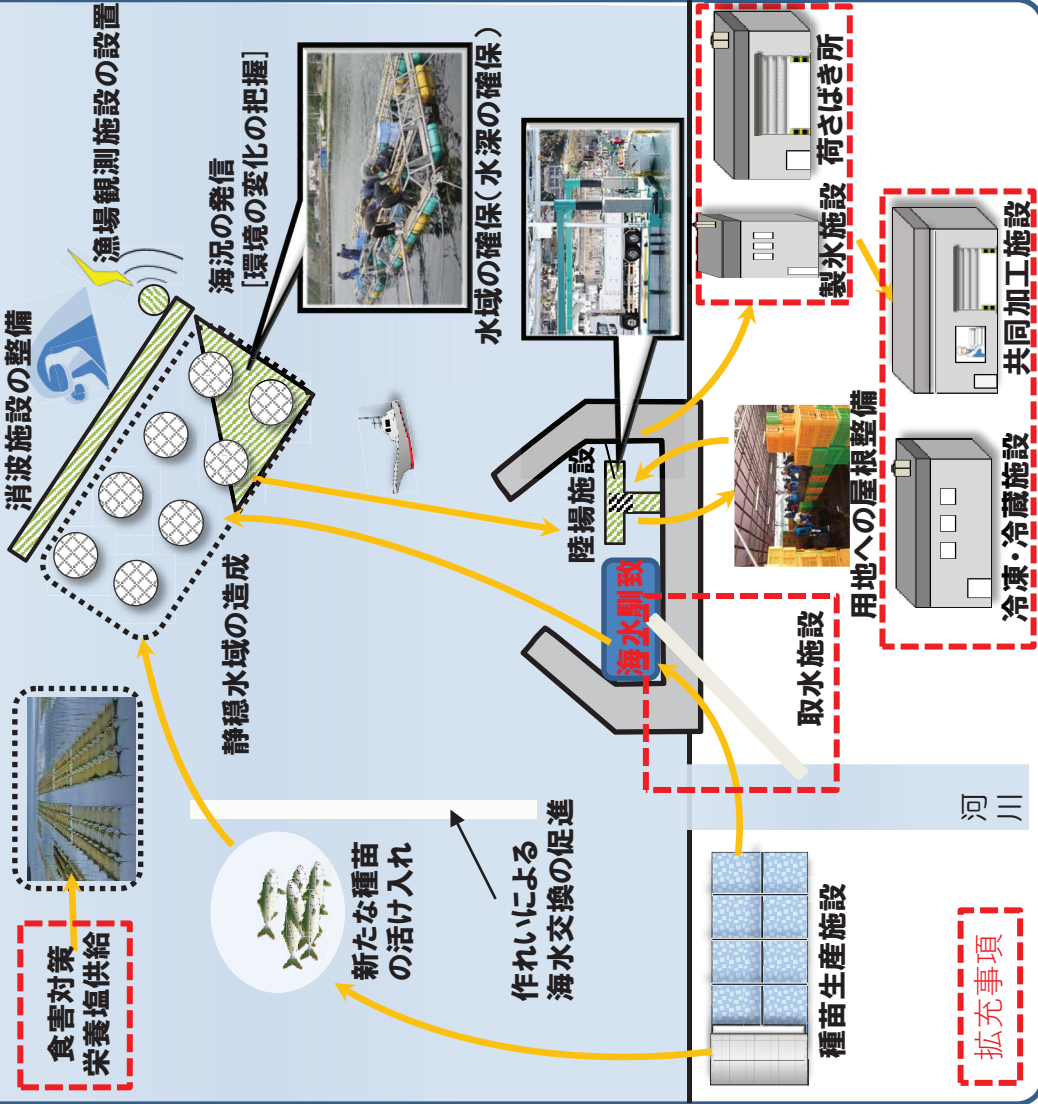 食害対策
栄養塩供給
新たな種苗
の活け入れ
作れいによる
海水交換の促進
種苗生産施設
拡充事項
河川
取水施設
静穏水域の造成
消波施設の整備
漁場観測施設の設置
海況の発信
[環境の変化の把握]
水域の確保(水深の確保)
陸揚施設
海水馴致
用地への屋根整備
製氷施設
荷さばき所
冷凍・冷蔵施設
共同加工施設